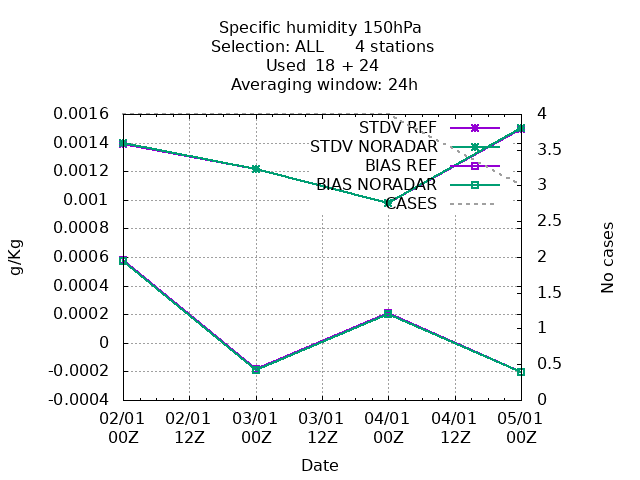 Specific humidity 150hPa
Selection: ALL 4 stations
Used 18 + 24
Averaging window: 24h
0.0016
0.0014
0.0012
0.001
0.0008
0.0006
0.0004
0.0002
0
-0.0002
-0.0004
g/Kg
STDV REF
STDV NORADAR
BIAS REF
BIAS NORADAR
CASES
4
3.5
3
2.5
2
1.5
1
0.5
0
No cases
02/01 02/01 03/01 03/01 04/01 04/01 05/01
00Z 12Z 00Z 12Z 00Z 12Z 00Z
Date